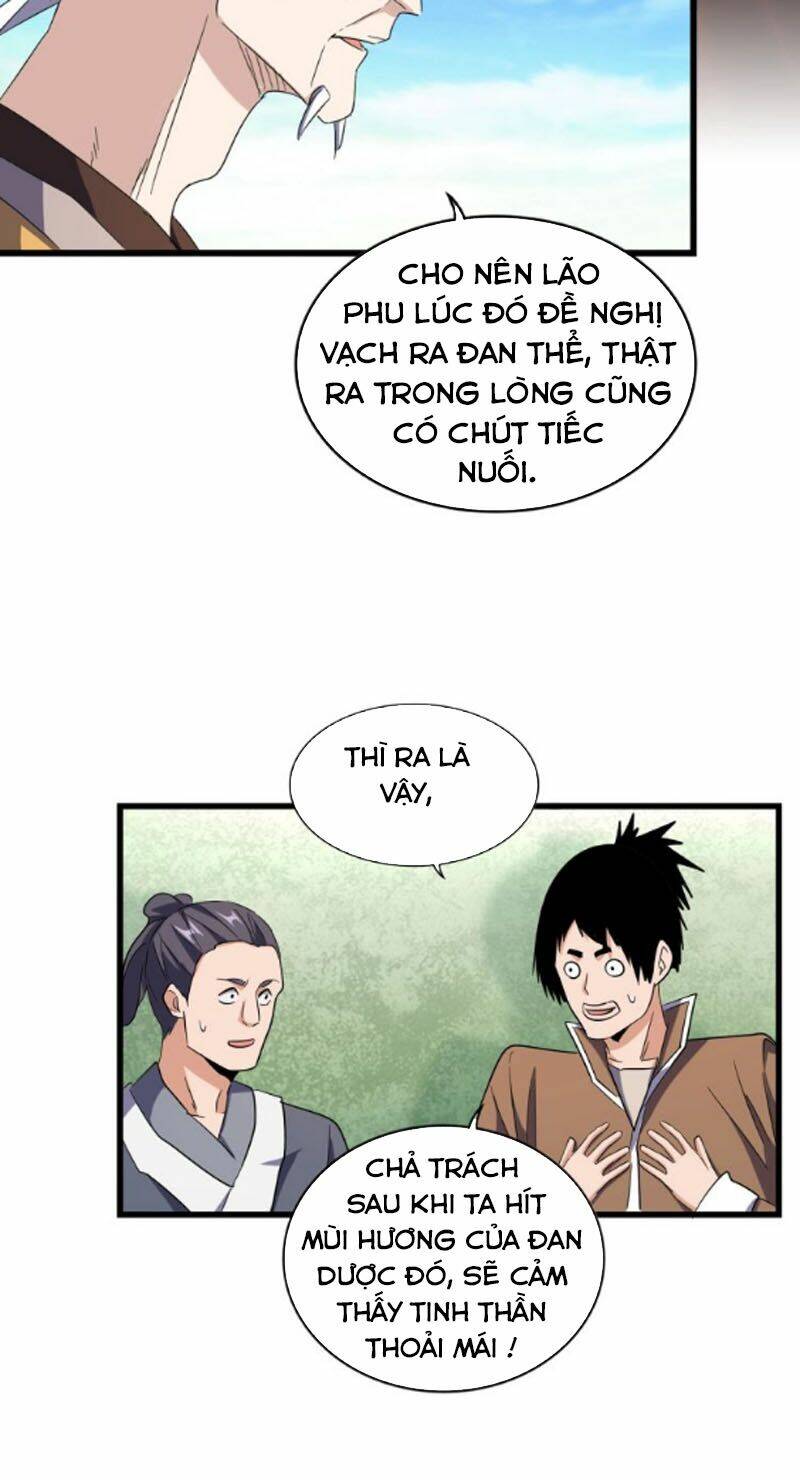 CHO NÊN LÃO
PHU LÚC ĐÓ ĐỀ NGHỊ
VẠCH RA ĐAN THỂ, THẬT
RA TRONG LÒNG CŨNG
CÓ CHÚT TIẾC
NUỐI.
THÌ RA LÀ
VẬY,
CHẢ TRÁCH
SAU KHI TA HÍT
MÙI HƯƠNG CỦA ĐAN
DƯỢC ĐÓ, SẼ CẢM
THẤY TINH THẦN
THOẢI MÁI !